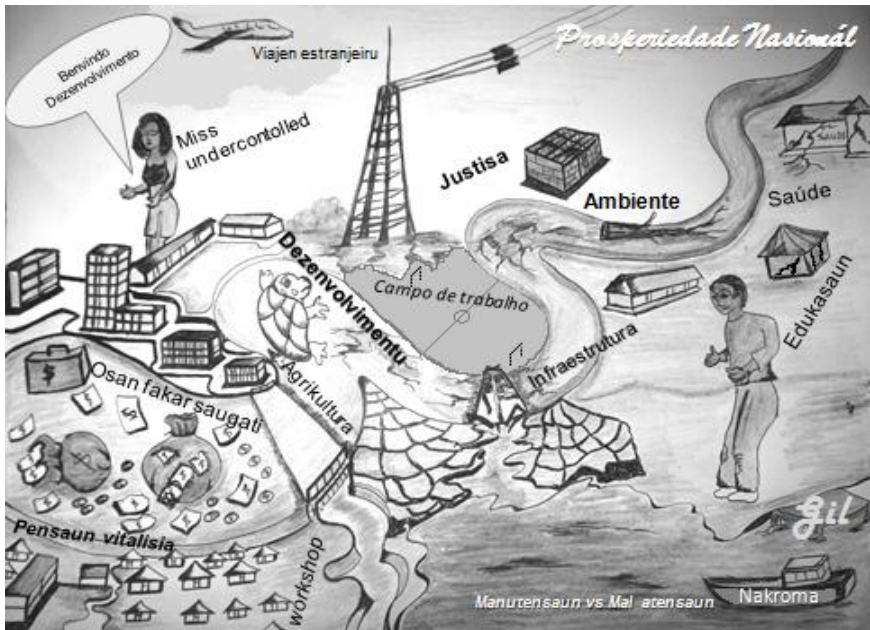 Prosperiedade Nasionál
Viajen estranjeiru
Benvindo
Dezenvolvimento
Miss
undercontolled
Justisa
Ambiente
Saúde
Dezenvolvimentu
Campo de trabalho
Edukasaun
Infraestrutura
Agrikultura
Osan fakar saugati
$
Pensaun vitalisia
workshop
Gil
Manutensaun vs Mal atensaun
Nakroma